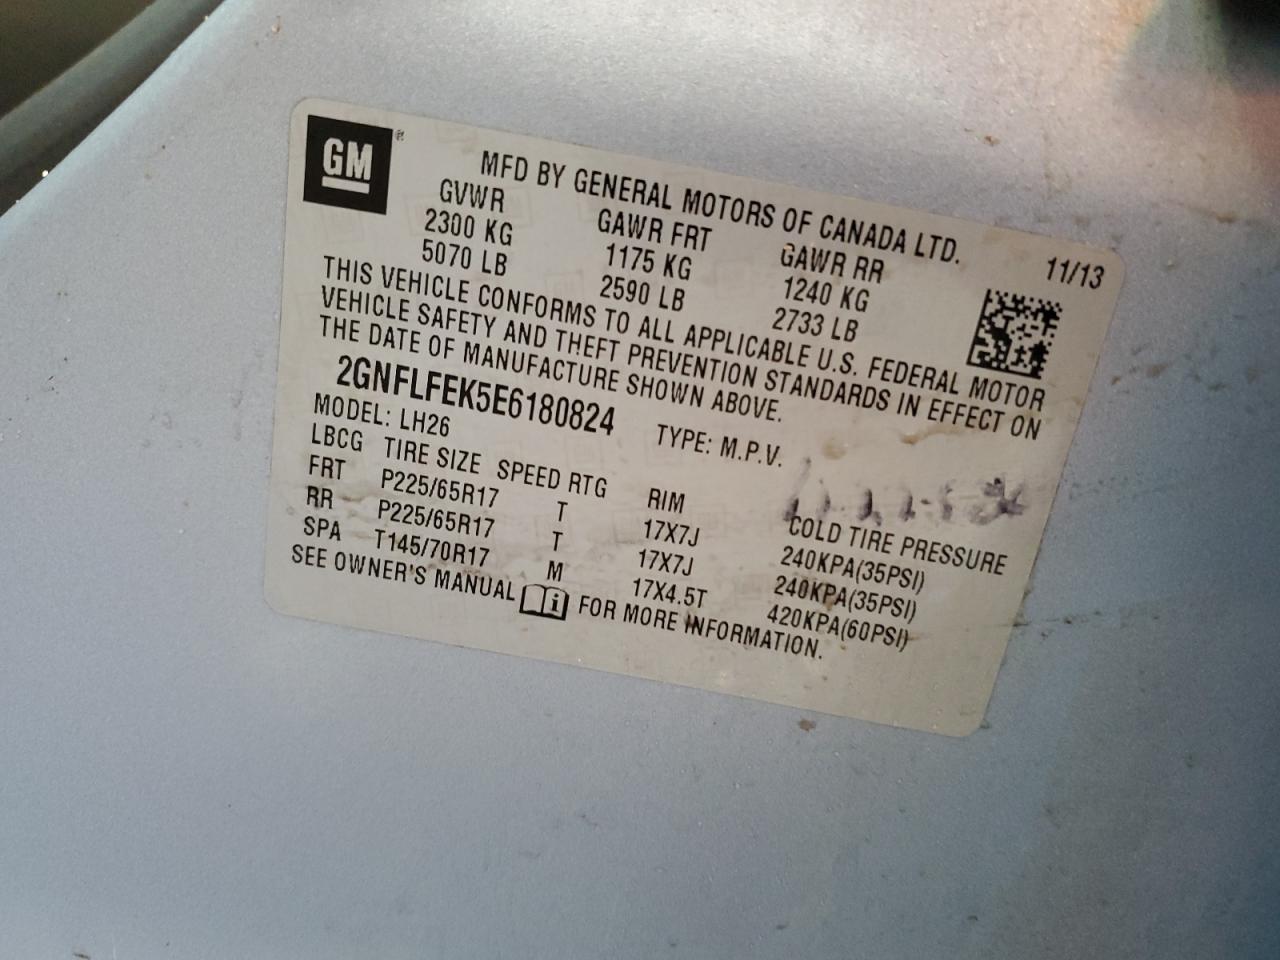 GM®
MFD BY GENERAL MOTORS OF CANADA LTD.
GVWR GAWR FRT GAWR RR 11/13
2300 KG 1175 KG 1240 KG
5070 LB 2590 LB 2733 LB
THIS VEHICLE CONFORMS TO ALL APPLICABLE U.S. FEDERAL MOTOR
VEHICLE SAFETY AND THEFT PREVENTION STANDARDS IN EFFECT ON
THE DATE OF MANUFACTURE SHOWN ABOVE.
2GNFLFEK5E6180824 TYPE: M.P.V.
MODEL: LH26
LBCG TIRE SIZE SPEED RTG RIM COLD TIRE PRESSURE
FRT P225/65R17 T 17X7J 240KPA(35PSI)
RR P225/65R17 T 17X7J 240KPA(35PSI)
SPA T145/70R17 M 17X4.5T 420KPA(60PSI)
SEE OWNER'S MANUAL i FOR MORE INFORMATION.